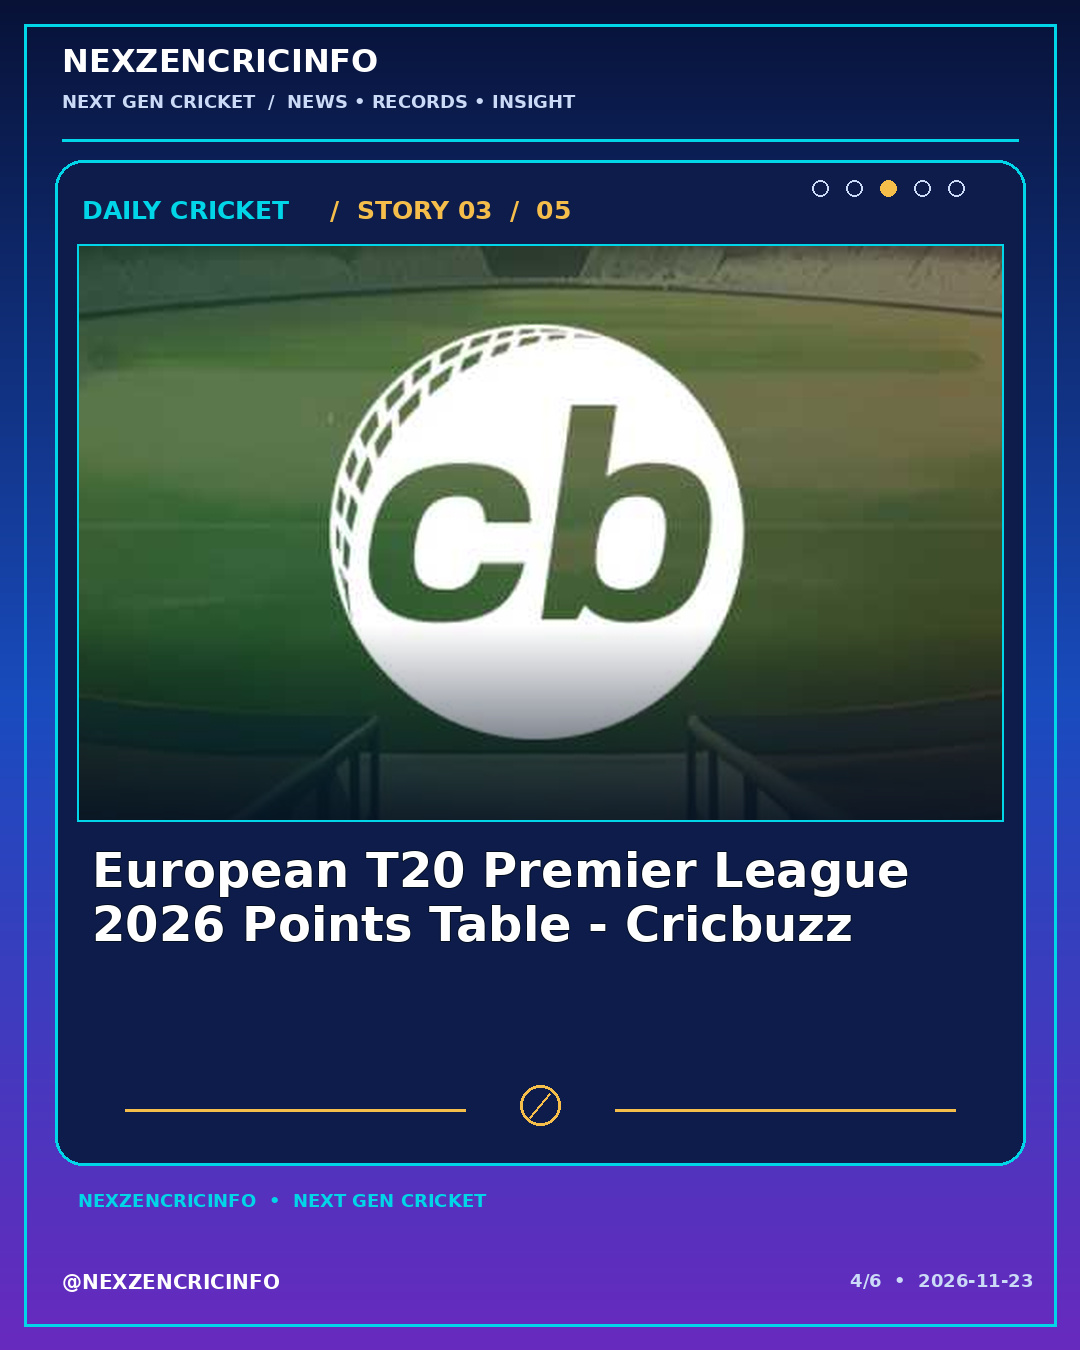 NEXZENCRICINFO
NEXT GEN CRICKET / NEWS • RECORDS • INSIGHT
DAILY CRICKET / STORY 03 / 05
cb
European T20 Premier League
2026 Points Table - Cricbuzz
NEXZENCRICINFO • NEXT GEN CRICKET
@NEXZENCRICINFO
4/6 • 2026-11-23